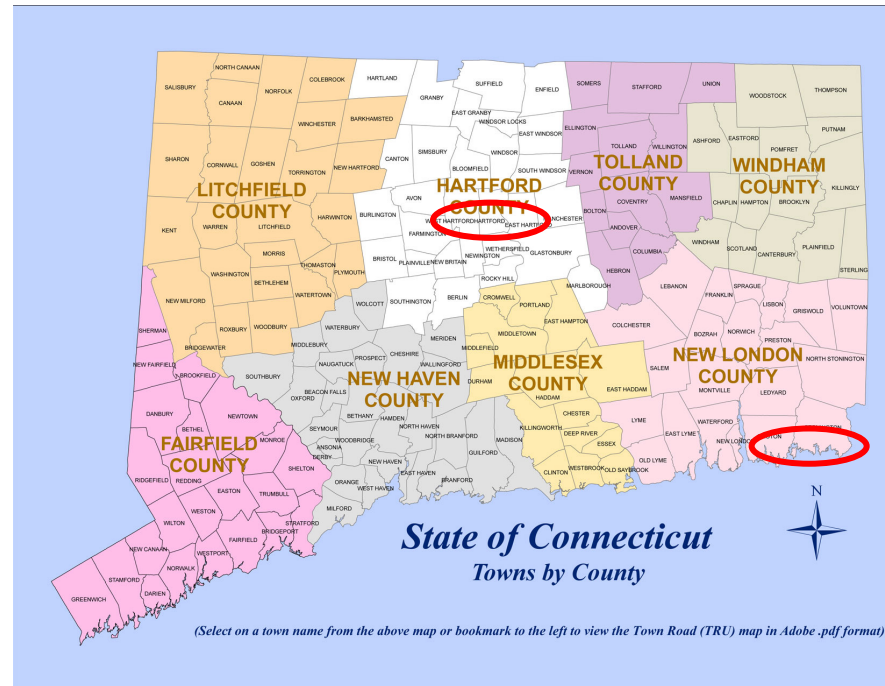 NORTH CANAAN
COLEBROOK
HARTLAND
SUFFIELD
ENFIELD
SOMERS
STAFFORD
UNION
SALISBURY
NORFOLK
WOODSTOCK
THOMPSON
CANAAN
GRANBY
EAST GRANBY
WINDSOR LOCKS
WINCHESTER
BARKHAMSTED
EAST WINDSOR
ELLINGTON
PUTNAM
ASHFORD
EASTFORD
POMFRET
SHARON
CORNWALL
GOSHEN
TORRINGTON
NEW HARTFORD
CANTON
SIMSBURY
BLOOMFIELD
WINDSOR
SOUTH WINDSOR
VERNON
TOLLAND
WILLINGTON
TOLLAND
COUNTY
WINDHAM
COUNTY
KILLINGLY
LITCHFIELD
COUNTY
HARTFORD
COUNTY
AVON
COVENTRY
MANSFIELD
CHAPLIN
HAMPTON
BROOKLYN
KENT
WARREN
LITCHFIELD
HARWINTON
BURLINGTON
WEST HARTFORD
HARTFORD
EAST HARTFORD
BOLTON
ANDOVER
FARMINGTON
WETHERSFIELD
NEWINGTON
GLASTONBURY
COLUMBIA
WINDHAM
SCOTLAND
CANTERBURY
PLAINFIELD
STERLING
MORRIS
WASHINGTON
BETHLEHEM
THOMASTON
PLYMOUTH
WATERTOWN
BRISTOL
PLAINVILLE
NEW BRITAIN
ROCKY HILL
HEBRON
MARLBOROUGH
LEBANON
FRANKLIN
SPRAGUE
LISBON
GRISWOLD
VOLUNTOWN
NEW MILFORD
ROXBURY
WOODBURY
WOLCOTT
SOUTHINGTON
BERLIN
CROMWELL
PORTLAND
EAST HAMPTON
COLCHESTER
BOZRAH
NORWICH
PRESTON
NORTH STONINGTON
SHERMAN
BRIDGEWATER
WATERBURY
MIDDLEBURY
MERIDEN
MIDDLETOWN
MIDDLEFIELD
NEW FAIRFIELD
BROOKFIELD
SOUTHBURY
NAUGATUCK
PROSPECT
CHESHIRE
WALLINGFORD
DURHAM
MIDDLESEX
COUNTY
HADDAM
EAST HADDAM
SALEM
NEW LONDON
COUNTY
MONTVILLE
LEDYARD
NEW HAVEN
COUNTY
OXFORD
BEACON FALLS
BETHANY
HAMDEN
DANBURY
BETHEL
NEWTOWN
MONROE
SEYMOUR
WOODBRIDGE
ANSONIA
DERBY
NORTH HAVEN
NORTH BRANFORD
GUILFORD
MADISON
KILLINGWORTH
CHESTER
DEEP RIVER
ESSEX
LYME
EAST LYME
WATERFORD
FAIRFIELD
COUNTY
RIDGEFIELD
REDDING
SHELTON
NEW HAVEN
EAST HAVEN
BRANFORD
CLINTON
WESTBROOK
OLD SAYBROOK
OLD LYME
EASTON
TRUMBULL
ORANGE
WEST HAVEN
MILFORD
STRATFORD
BRIDGEPORT
WESTON
WILTON
FAIRFIELD
WESTPORT
NEW CANAAN
NORWALK
STAMFORD
DARIEN
GREENWICH
N
State of Connecticut
Towns by County
(Select on a town name from the above map or bookmark to the left to view the Town Road (TRU) map in Adobe .pdf format)